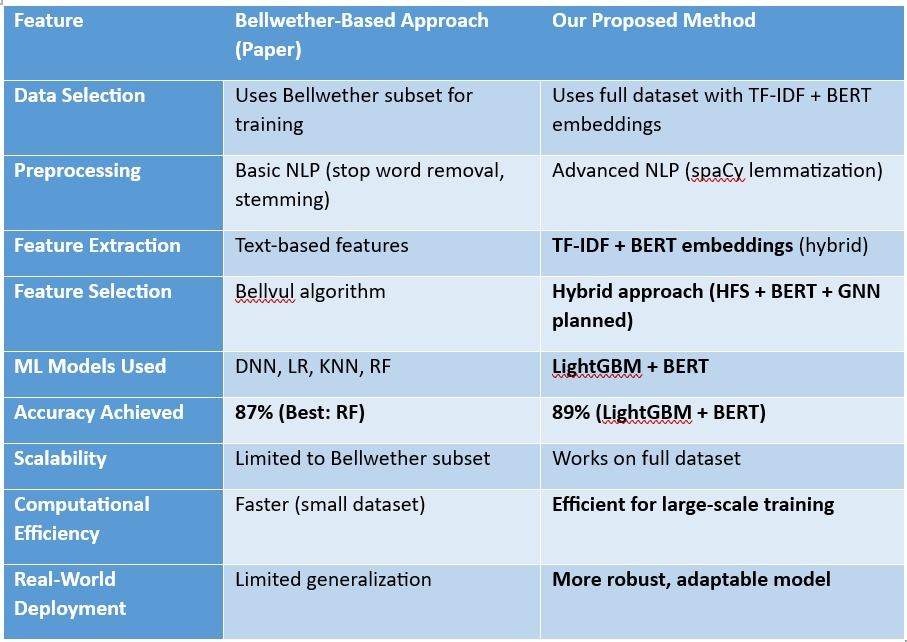 Feature
Bellwether-Based Approach
(Paper)
Our Proposed Method
Data Selection
Uses Bellwether subset for
training
Uses full dataset with TF-IDF + BERT
embeddings
Preprocessing
Basic NLP (stop word removal,
stemming)
Advanced NLP (spaCy lemmatization)
Feature Extraction
Text-based features
TF-IDF + BERT embeddings (hybrid)
Feature Selection
Bellvul algorithm
Hybrid approach (HFS + BERT + GNN
planned)
ML Models Used
DNN, LR, KNN, RF
LightGBM + BERT
Accuracy Achieved
87% (Best: RF)
89% (LightGBM + BERT)
Scalability
Limited to Bellwether subset
Works on full dataset
Computational
Efficiency
Faster (small dataset)
Efficient for large-scale training
Real-World
Deployment
Limited generalization
More robust, adaptable model